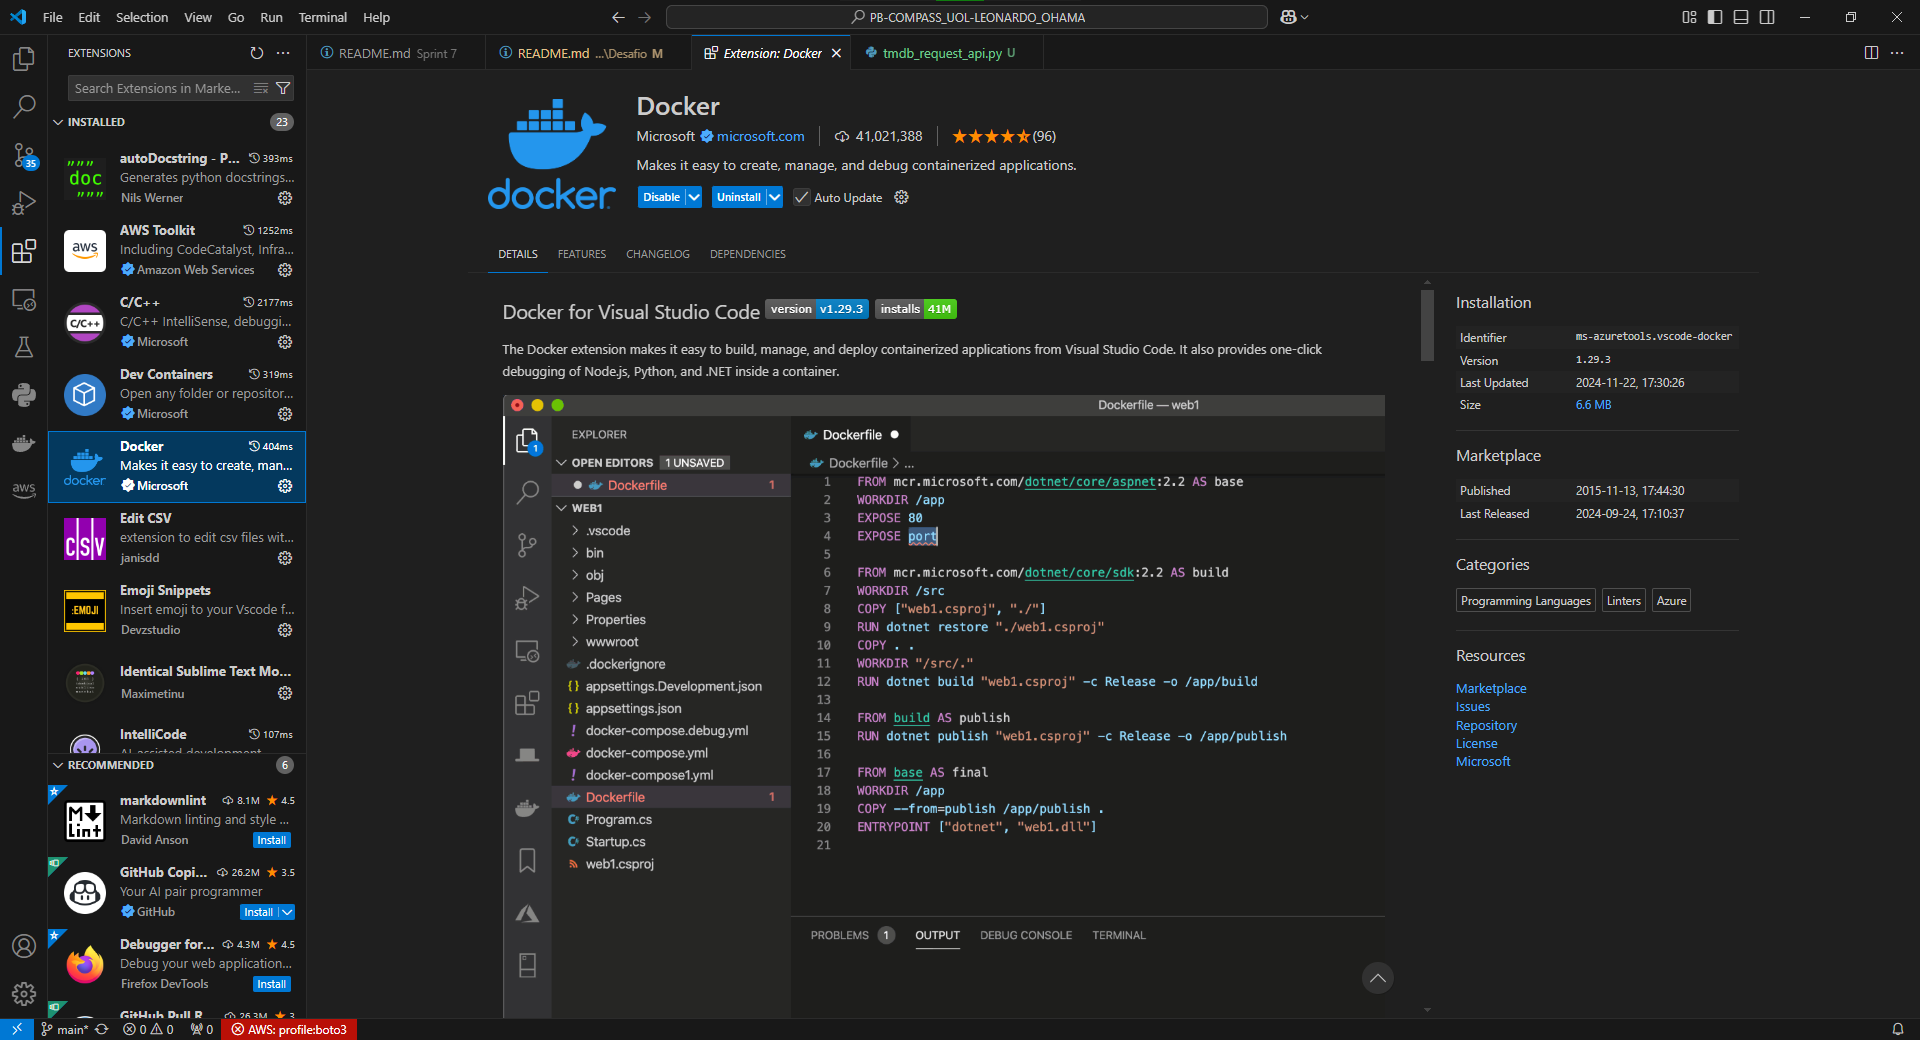 File Edit Selection View Go Run Terminal Help
PB-COMPASS_UOL-LEONARDO_OHAMA
EXTENSIONS
README.md Sprint 7
README.md ...\Desafio M
Extension: Docker
tmdb_request_api.py U
Search Extensions in Marke...
INSTALLED 23
autoDocstring - P... 393ms
Generates python docstrings...
Nils Werner
""" doc """
AWS Toolkit 1252ms
Including CodeCatalyst, Infra...
Amazon Web Services
aws
C/C++ 2177ms
C/C++ IntelliSense, debuggi...
Microsoft
C/C++
Dev Containers 319ms
Open any folder or repositor...
Microsoft
Docker 404ms
Makes it easy to create, man...
Microsoft
docker
Edit CSV
extension to edit csv files wit...
janisdd
CSV
Emoji Snippets
Insert emoji to your Vscode f...
Devzstudio
:EMOJI
Identical Sublime Text Mo...
Maximetinu
IntelliCode 107ms
AI-assisted development
RECOMMENDED 6
markdownlint 8.1M 4.5
Markdown linting and style ...
David Anson Install
M Lint
GitHub Copi... 26.2M 3.5
Your AI pair programmer
GitHub Install
Debugger for... 4.3M 4.5
Debug your web application...
Firefox DevTools Install
GitHub Pull R... 26.3M 3
35
aws
docker
Docker
Microsoft microsoft.com 41,021,388 (96)
Makes it easy to create, manage, and debug containerized applications.
Disable Uninstall Auto Update
DETAILS FEATURES CHANGELOG DEPENDENCIES
Docker for Visual Studio Code version v1.29.3 installs 41M
The Docker extension makes it easy to build, manage, and deploy containerized applications from Visual Studio Code. It also provides one-click
debugging of Node.js, Python, and .NET inside a container.
Dockerfile — web1
EXPLORER
1
OPEN EDITORS 1 UNSAVED
Dockerfile 1
WEB1
.vscode
bin
obj
Pages
Properties
wwwroot
.dockerignore
{} appsettings.Development.json
{} appsettings.json
! docker-compose.debug.yml
docker-compose.yml
! docker-compose1.yml
Dockerfile 1
Program.cs
Startup.cs
web1.csproj
Dockerfile
Dockerfile > ...
1 FROM mcr.microsoft.com/dotnet/core/aspnet:2.2 AS base
2 WORKDIR /app
3 EXPOSE 80
4 EXPOSE port
5
6 FROM mcr.microsoft.com/dotnet/core/sdk:2.2 AS build
7 WORKDIR /src
8 COPY ["web1.csproj", "./"]
9 RUN dotnet restore "./web1.csproj"
10 COPY . .
11 WORKDIR "/src/."
12 RUN dotnet build "web1.csproj" -c Release -o /app/build
13
14 FROM build AS publish
15 RUN dotnet publish "web1.csproj" -c Release -o /app/publish
16
17 FROM base AS final
18 WORKDIR /app
19 COPY --from=publish /app/publish .
20 ENTRYPOINT ["dotnet", "web1.dll"]
21
PROBLEMS 1 OUTPUT DEBUG CONSOLE TERMINAL
Installation
Identifier ms-azuretools.vscode-docker
Version 1.29.3
Last Updated 2024-11-22, 17:30:26
Size 6.6 MB
Marketplace
Published 2015-11-13, 17:44:30
Last Released 2024-09-24, 17:10:37
Categories
Programming Languages Linters Azure
Resources
Marketplace
Issues
Repository
License
Microsoft
main* 0 0 0 AWS: profile:boto3